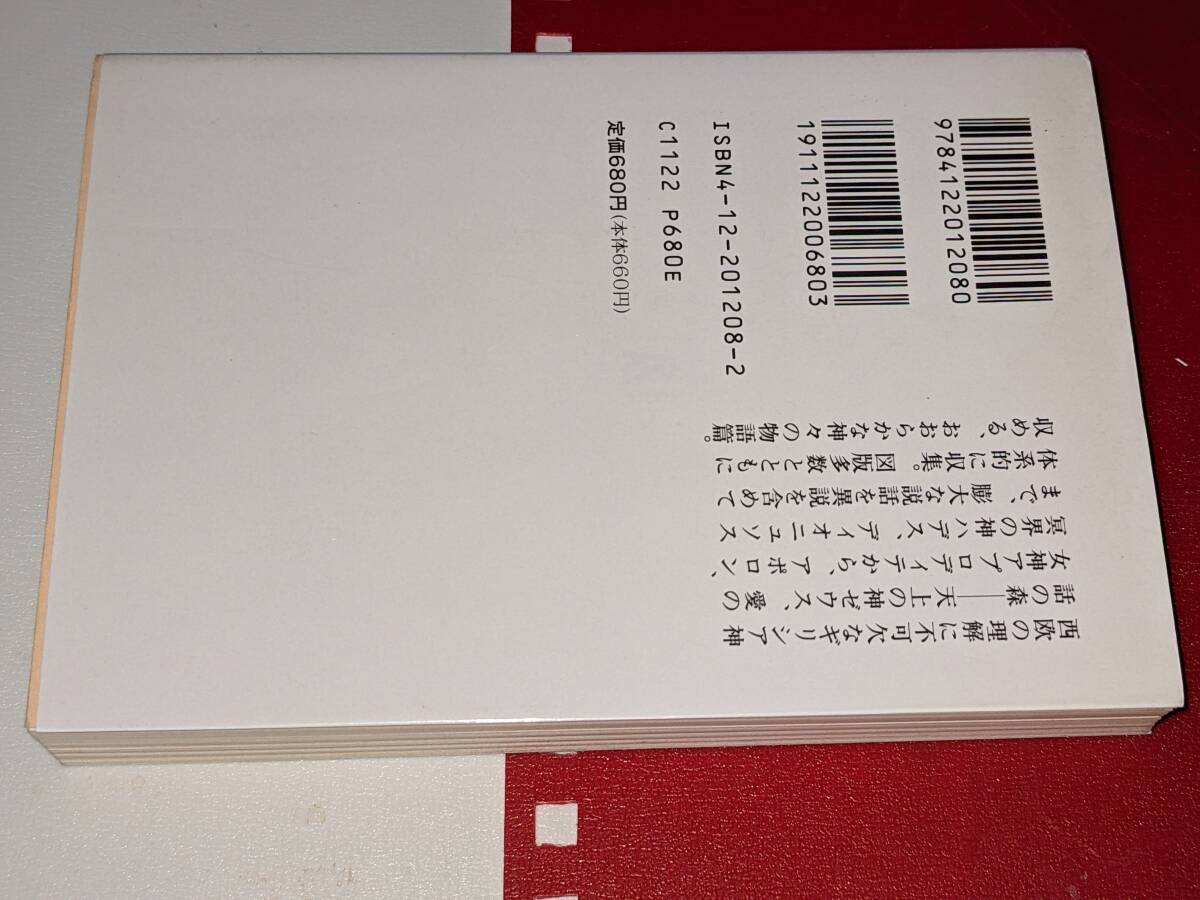 9784122012080
1911122006803
ISBN4-12-201208-2
C1122 P680E
定価680円(本体660円)
西欧の理解に不可欠なギリシア神
話の森──天上の神ゼウス、愛の
女神アプロディテから、アポロン、
冥界の神ハデス、ディオニュソス
まで、膨大な説話を異説を含めて
体系的に収集。図版多数とともに
収める、おおらかな神々の物語篇。